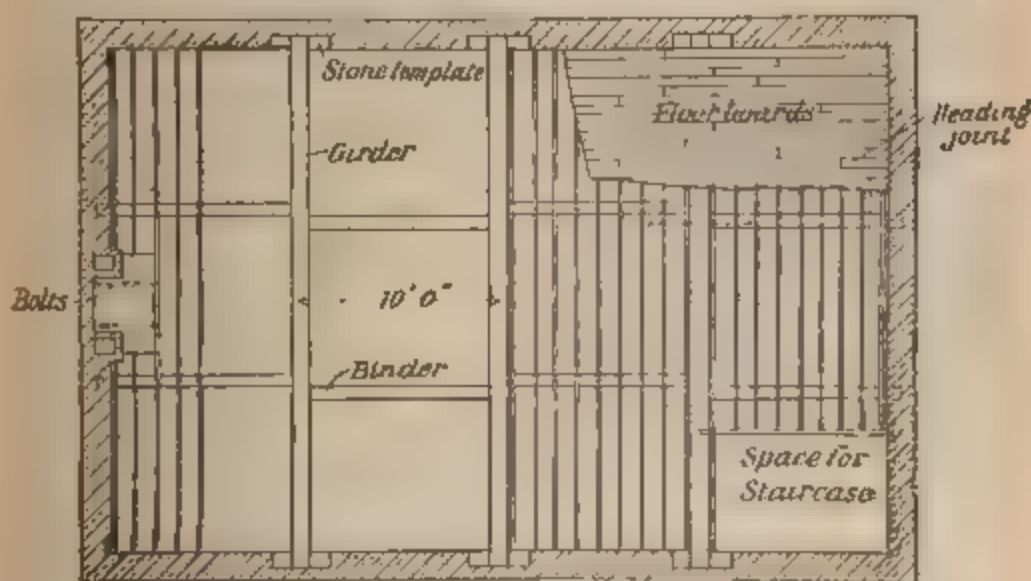 Stone template
Floor boards
Heading
joint
Girder
Bolts
10' 0"
Binder
Space for
Staircase